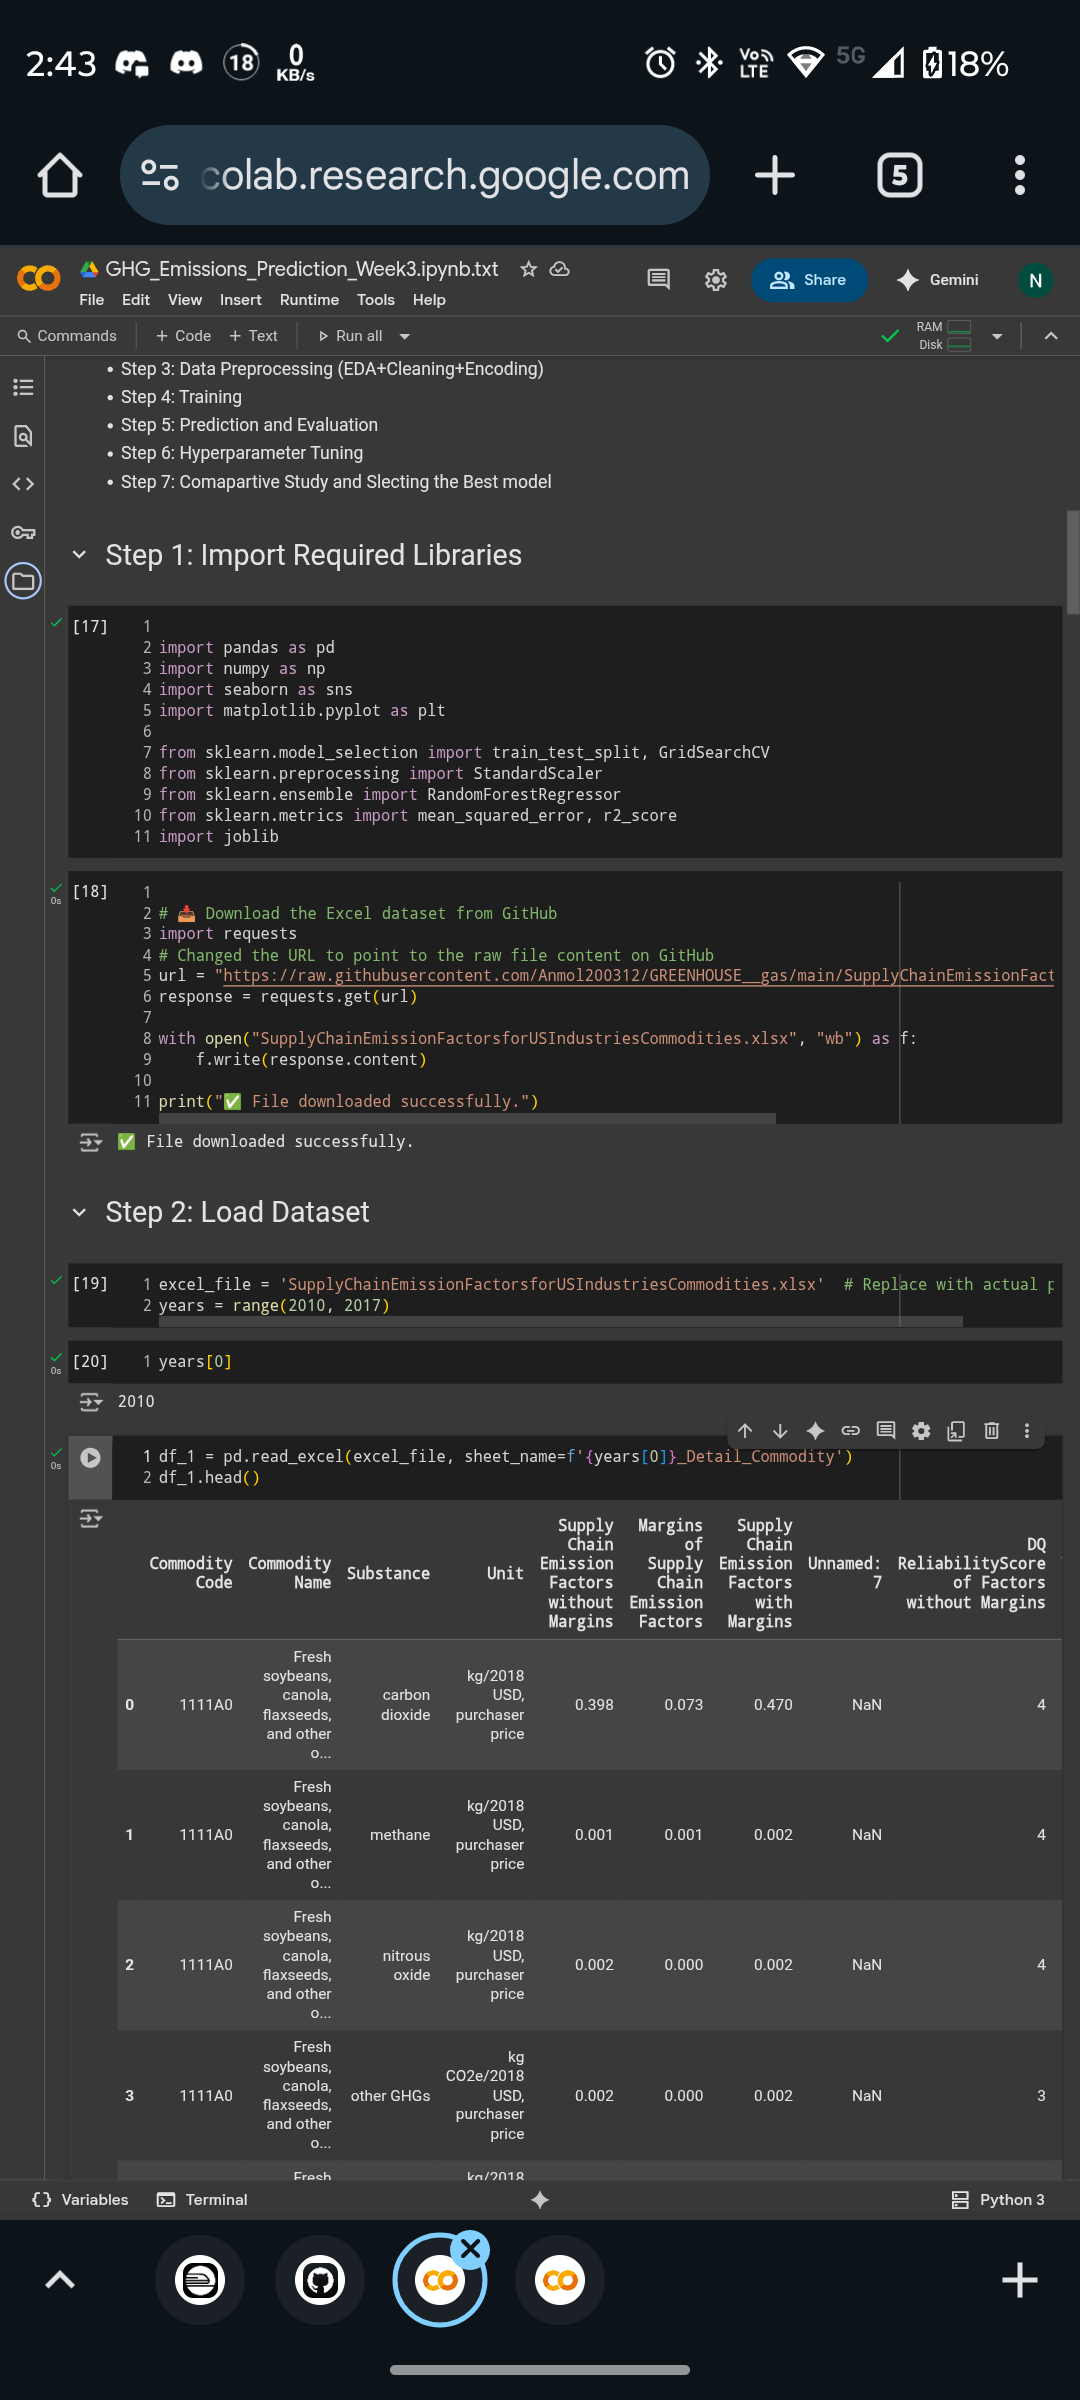 2:43
18
0
KB/s
Vo
LTE
5G
18%
colab.research.google.com
5
GHG_Emissions_Prediction_Week3.ipynb.txt
File Edit View Insert Runtime Tools Help
Share
Gemini
N
Commands
+ Code
+ Text
Run all
RAM
Disk
• Step 3: Data Preprocessing (EDA+Cleaning+Encoding)
• Step 4: Training
• Step 5: Prediction and Evaluation
• Step 6: Hyperparameter Tuning
• Step 7: Comapartive Study and Slecting the Best model
Step 1: Import Required Libraries
[17]
1
2 import pandas as pd
3 import numpy as np
4 import seaborn as sns
5 import matplotlib.pyplot as plt
6
7 from sklearn.model_selection import train_test_split, GridSearchCV
8 from sklearn.preprocessing import StandardScaler
9 from sklearn.ensemble import RandomForestRegressor
10 from sklearn.metrics import mean_squared_error, r2_score
11 import joblib
[18]
0s
1
2 # 📥 Download the Excel dataset from GitHub
3 import requests
4 # Changed the URL to point to the raw file content on GitHub
5 url = "https://raw.githubusercontent.com/Anmol200312/GREENHOUSE__gas/main/SupplyChainEmissionFact
6 response = requests.get(url)
7
8 with open("SupplyChainEmissionFactorsforUSIndustriesCommodities.xlsx", "wb") as f:
9     f.write(response.content)
10
11 print("✅ File downloaded successfully.")
✅ File downloaded successfully.
Step 2: Load Dataset
[19]
1 excel_file = 'SupplyChainEmissionFactorsforUSIndustriesCommodities.xlsx'  # Replace with actual p
2 years = range(2010, 2017)
[20]
0s
1 years[0]
2010
0s
1 df_1 = pd.read_excel(excel_file, sheet_name=f'{years[0]}_Detail_Commodity')
2 df_1.head()
Commodity
Code
Commodity
Name
Substance
Unit
Supply
Chain
Emission
Factors
without
Margins
Margins
of
Supply
Chain
Emission
Factors
Supply
Chain
Emission
Factors
with
Margins
Unnamed:
7
DQ
ReliabilityScore
of Factors
without Margins
0
1111A0
Fresh
soybeans,
canola,
flaxseeds,
and other
o...
carbon
dioxide
kg/2018
USD,
purchaser
price
0.398
0.073
0.470
NaN
4
1
1111A0
Fresh
soybeans,
canola,
flaxseeds,
and other
o...
methane
kg/2018
USD,
purchaser
price
0.001
0.001
0.002
NaN
4
2
1111A0
Fresh
soybeans,
canola,
flaxseeds,
and other
o...
nitrous
oxide
kg/2018
USD,
purchaser
price
0.002
0.000
0.002
NaN
4
3
1111A0
Fresh
soybeans,
canola,
flaxseeds,
and other
o...
other GHGs
kg
CO2e/2018
USD,
purchaser
price
0.002
0.000
0.002
NaN
3
Fresh
kg/2018
Variables
Terminal
Python 3